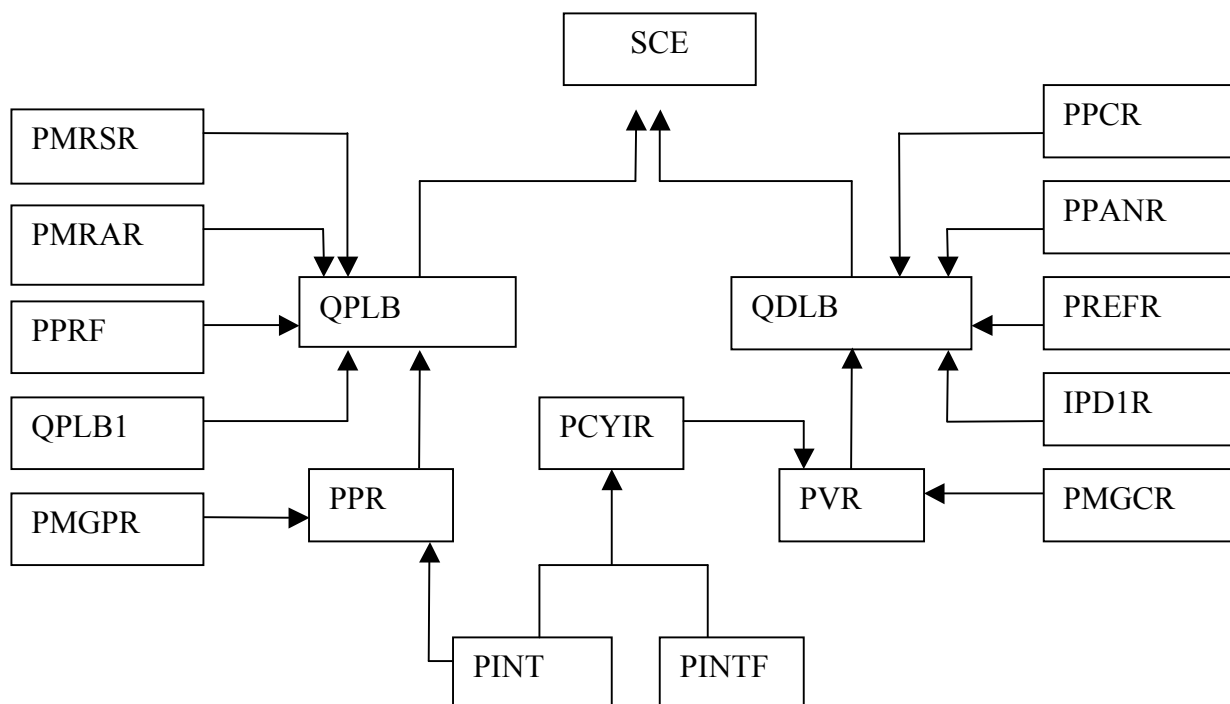 SCE
PMRSR
PPCR
PMRAR
PPANR
QPLB
QDLB
PPRF
PREFR
QPLB1
PCYIR
IPD1R
PMGPR
PPR
PVR
PMGCR
PINT
PINTF